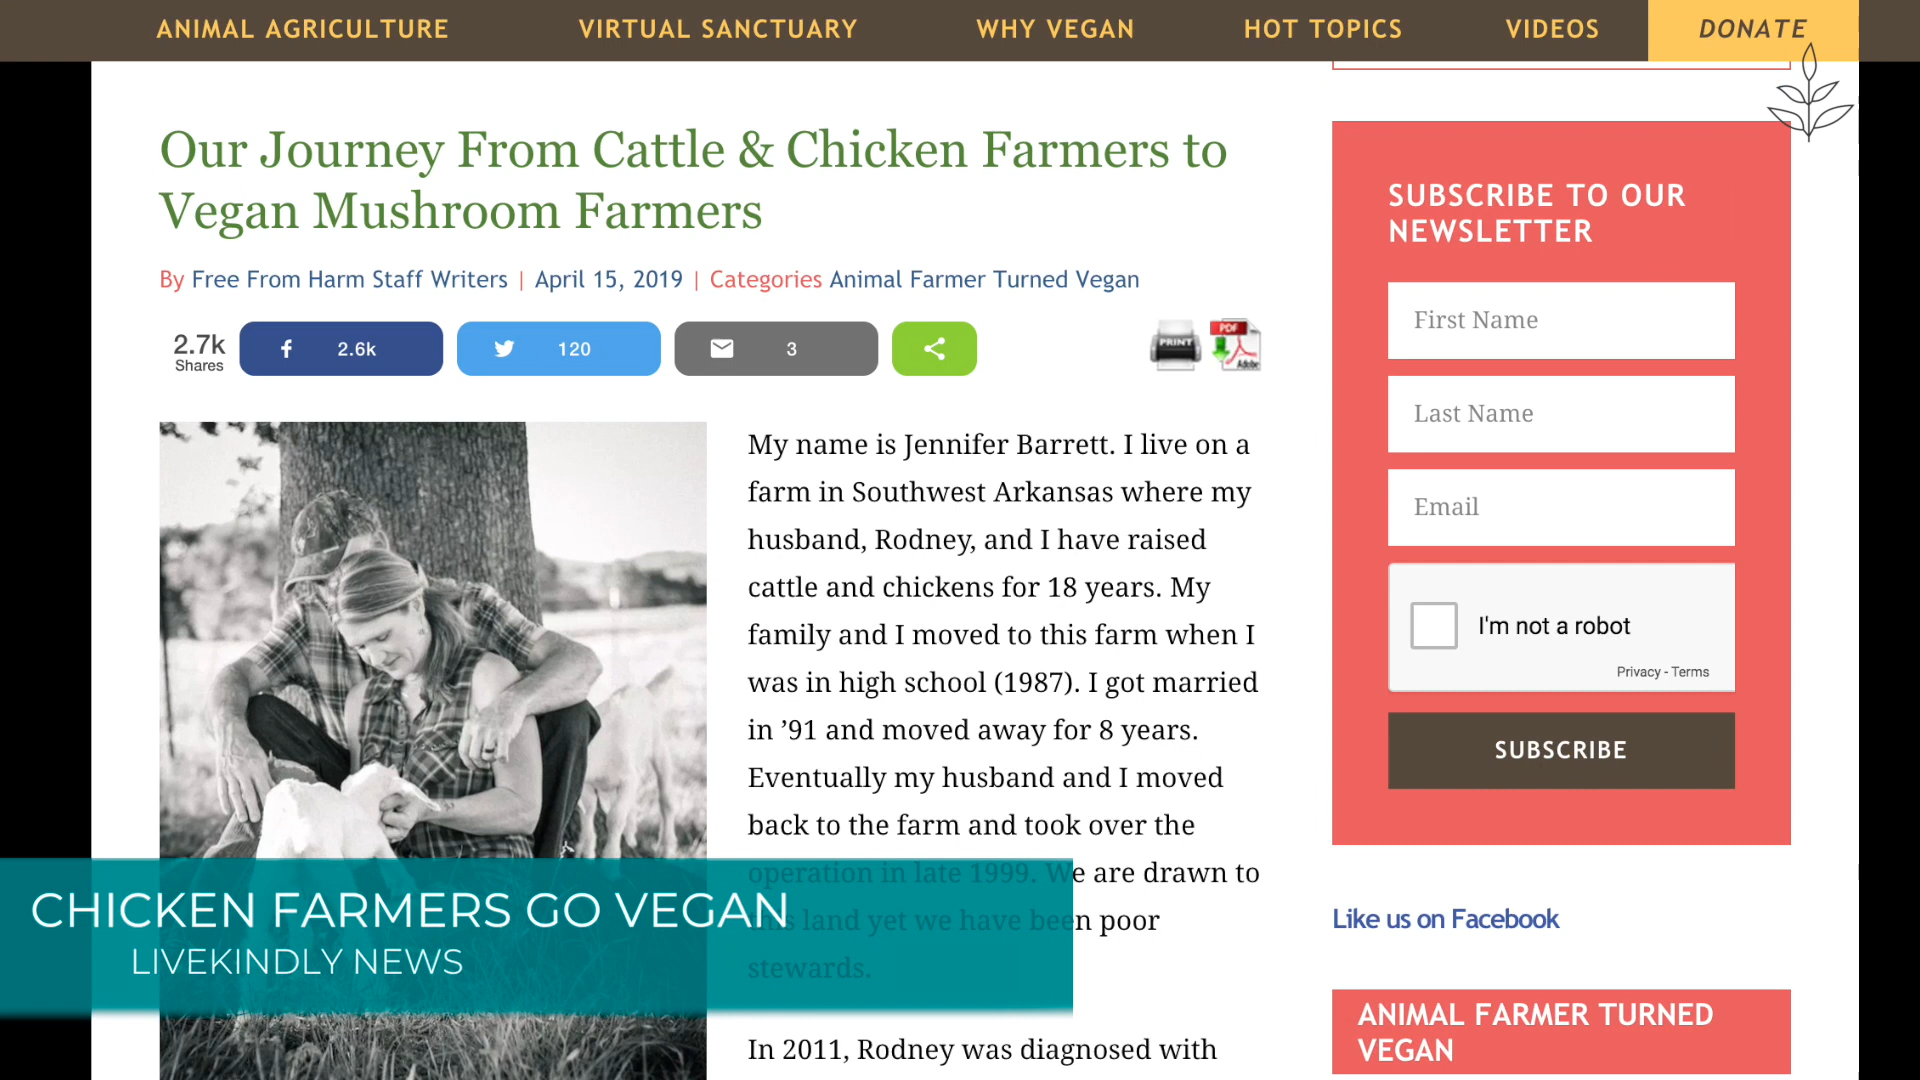 ANIMAL AGRICULTURE VIRTUAL SANCTUARY WHY VEGAN HOT TOPICS VIDEOS DONATE
Our Journey From Cattle & Chicken Farmers to
Vegan Mushroom Farmers
By Free From Harm Staff Writers | April 15, 2019 | Categories Animal Farmer Turned Vegan
2.7k
Shares
2.6k
120
3
PRINT
PDF
Adobe
My name is Jennifer Barrett. I live on a
farm in Southwest Arkansas where my
husband, Rodney, and I have raised
cattle and chickens for 18 years. My
family and I moved to this farm when I
was in high school (1987). I got married
in ’91 and moved away for 8 years.
Eventually my husband and I moved
back to the farm and took over the
operation in late 1999. We are drawn to
this land yet we have been poor
stewards.
In 2011, Rodney was diagnosed with
CHICKEN FARMERS GO VEGAN
LIVEKINDLY NEWS
SUBSCRIBE TO OUR
NEWSLETTER
First Name
Last Name
Email
I'm not a robot
Privacy - Terms
SUBSCRIBE
Like us on Facebook
ANIMAL FARMER TURNED
VEGAN